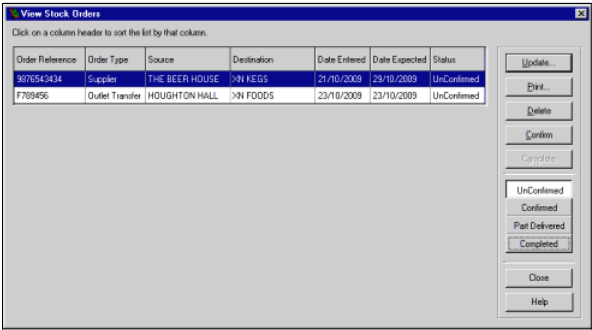 View Stock Orders
Click on a column header to sort the list by that column.
Order Reference Order Type Source Destination Date Entered Date Expected Status
9876543434 Supplier THE BEER HOUSE XN KEGS 21/10/2009 29/10/2009 UnConfirmed
F789456 Outlet Transfer HOUGHTON HALL XN FOODS 23/10/2009 23/10/2009 UnConfirmed
Update...
Print...
Delete
Confirm
Complete
UnConfirmed
Confirmed
Part Delivered
Completed
Close
Help